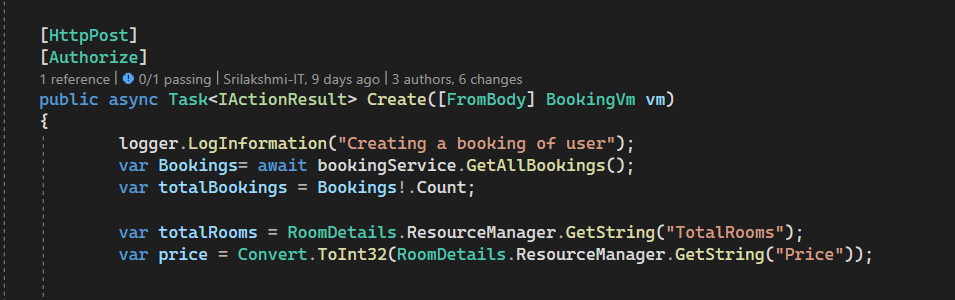 [HttpPost]
[Authorize]
1 reference | 0/1 passing | Srilakshmi-IT, 9 days ago | 3 authors, 6 changes
public async Task<IActionResult> Create([FromBody] BookingVm vm)
{
logger.LogInformation("Creating a booking of user");
var Bookings= await bookingService.GetAllBookings();
var totalBookings = Bookings!.Count;
var totalRooms = RoomDetails.ResourceManager.GetString("TotalRooms");
var price = Convert.ToInt32(RoomDetails.ResourceManager.GetString("Price"));